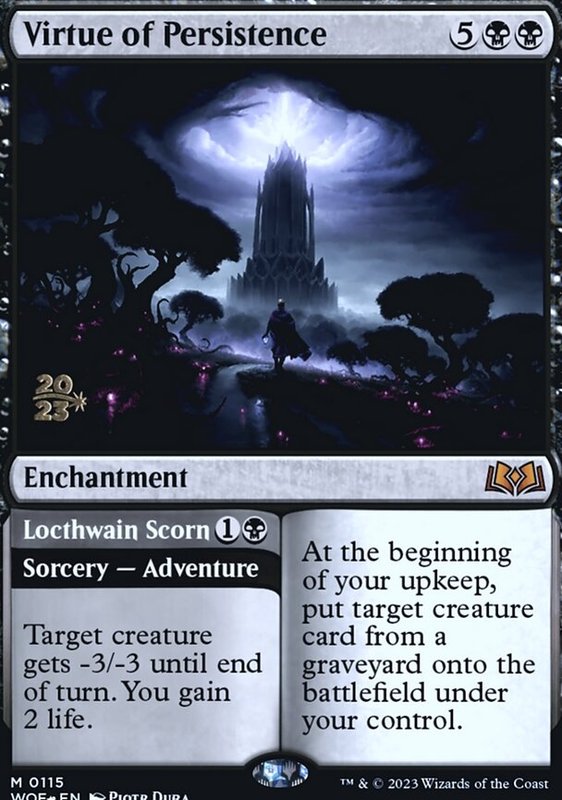 Virtue of Persistence 5
20
23
Enchantment
Locthwain Scorn 1
Sorcery — Adventure
Target creature
gets -3/-3 until end
of turn. You gain
2 life.
At the beginning
of your upkeep,
put target creature
card from a
graveyard onto the
battlefield under
your control.
M 0115
WOE★EN Piotr Dura
™ & © 2023 Wizards of the Coast